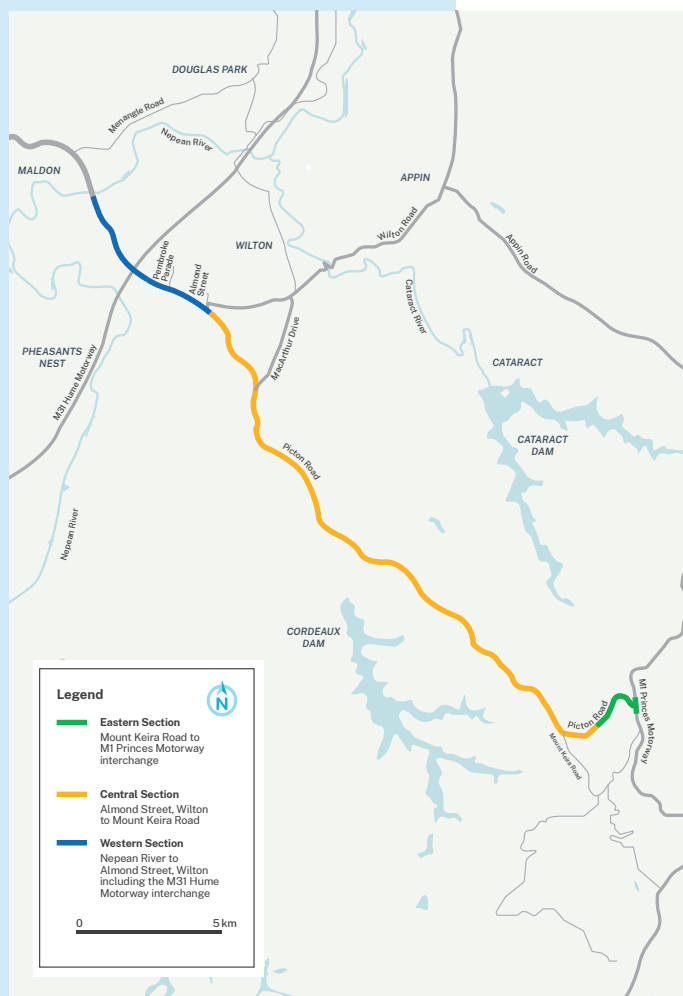 DOUGLAS PARK
Menangle Road
Nepean River
MALDON
APPIN
Wilton Road
WILTON
Appin Road
Pembroke
Parade
Almond
Street
Cataract River
MacArthur Drive
PHEASANTS
NEST
M31 Hume Motorway
CATARACT
CATARACT
DAM
Picton Road
Nepean River
CORDEAUX
DAM
Picton Road
M1 Princes Motorway
Mount Keira Road
Legend
N
Eastern Section
Mount Keira Road to
M1 Princes Motorway
interchange
Central Section
Almond Street, Wilton
to Mount Keira Road
Western Section
Nepean River to
Almond Street, Wilton
including the M31 Hume
Motorway interchange
0 5 km